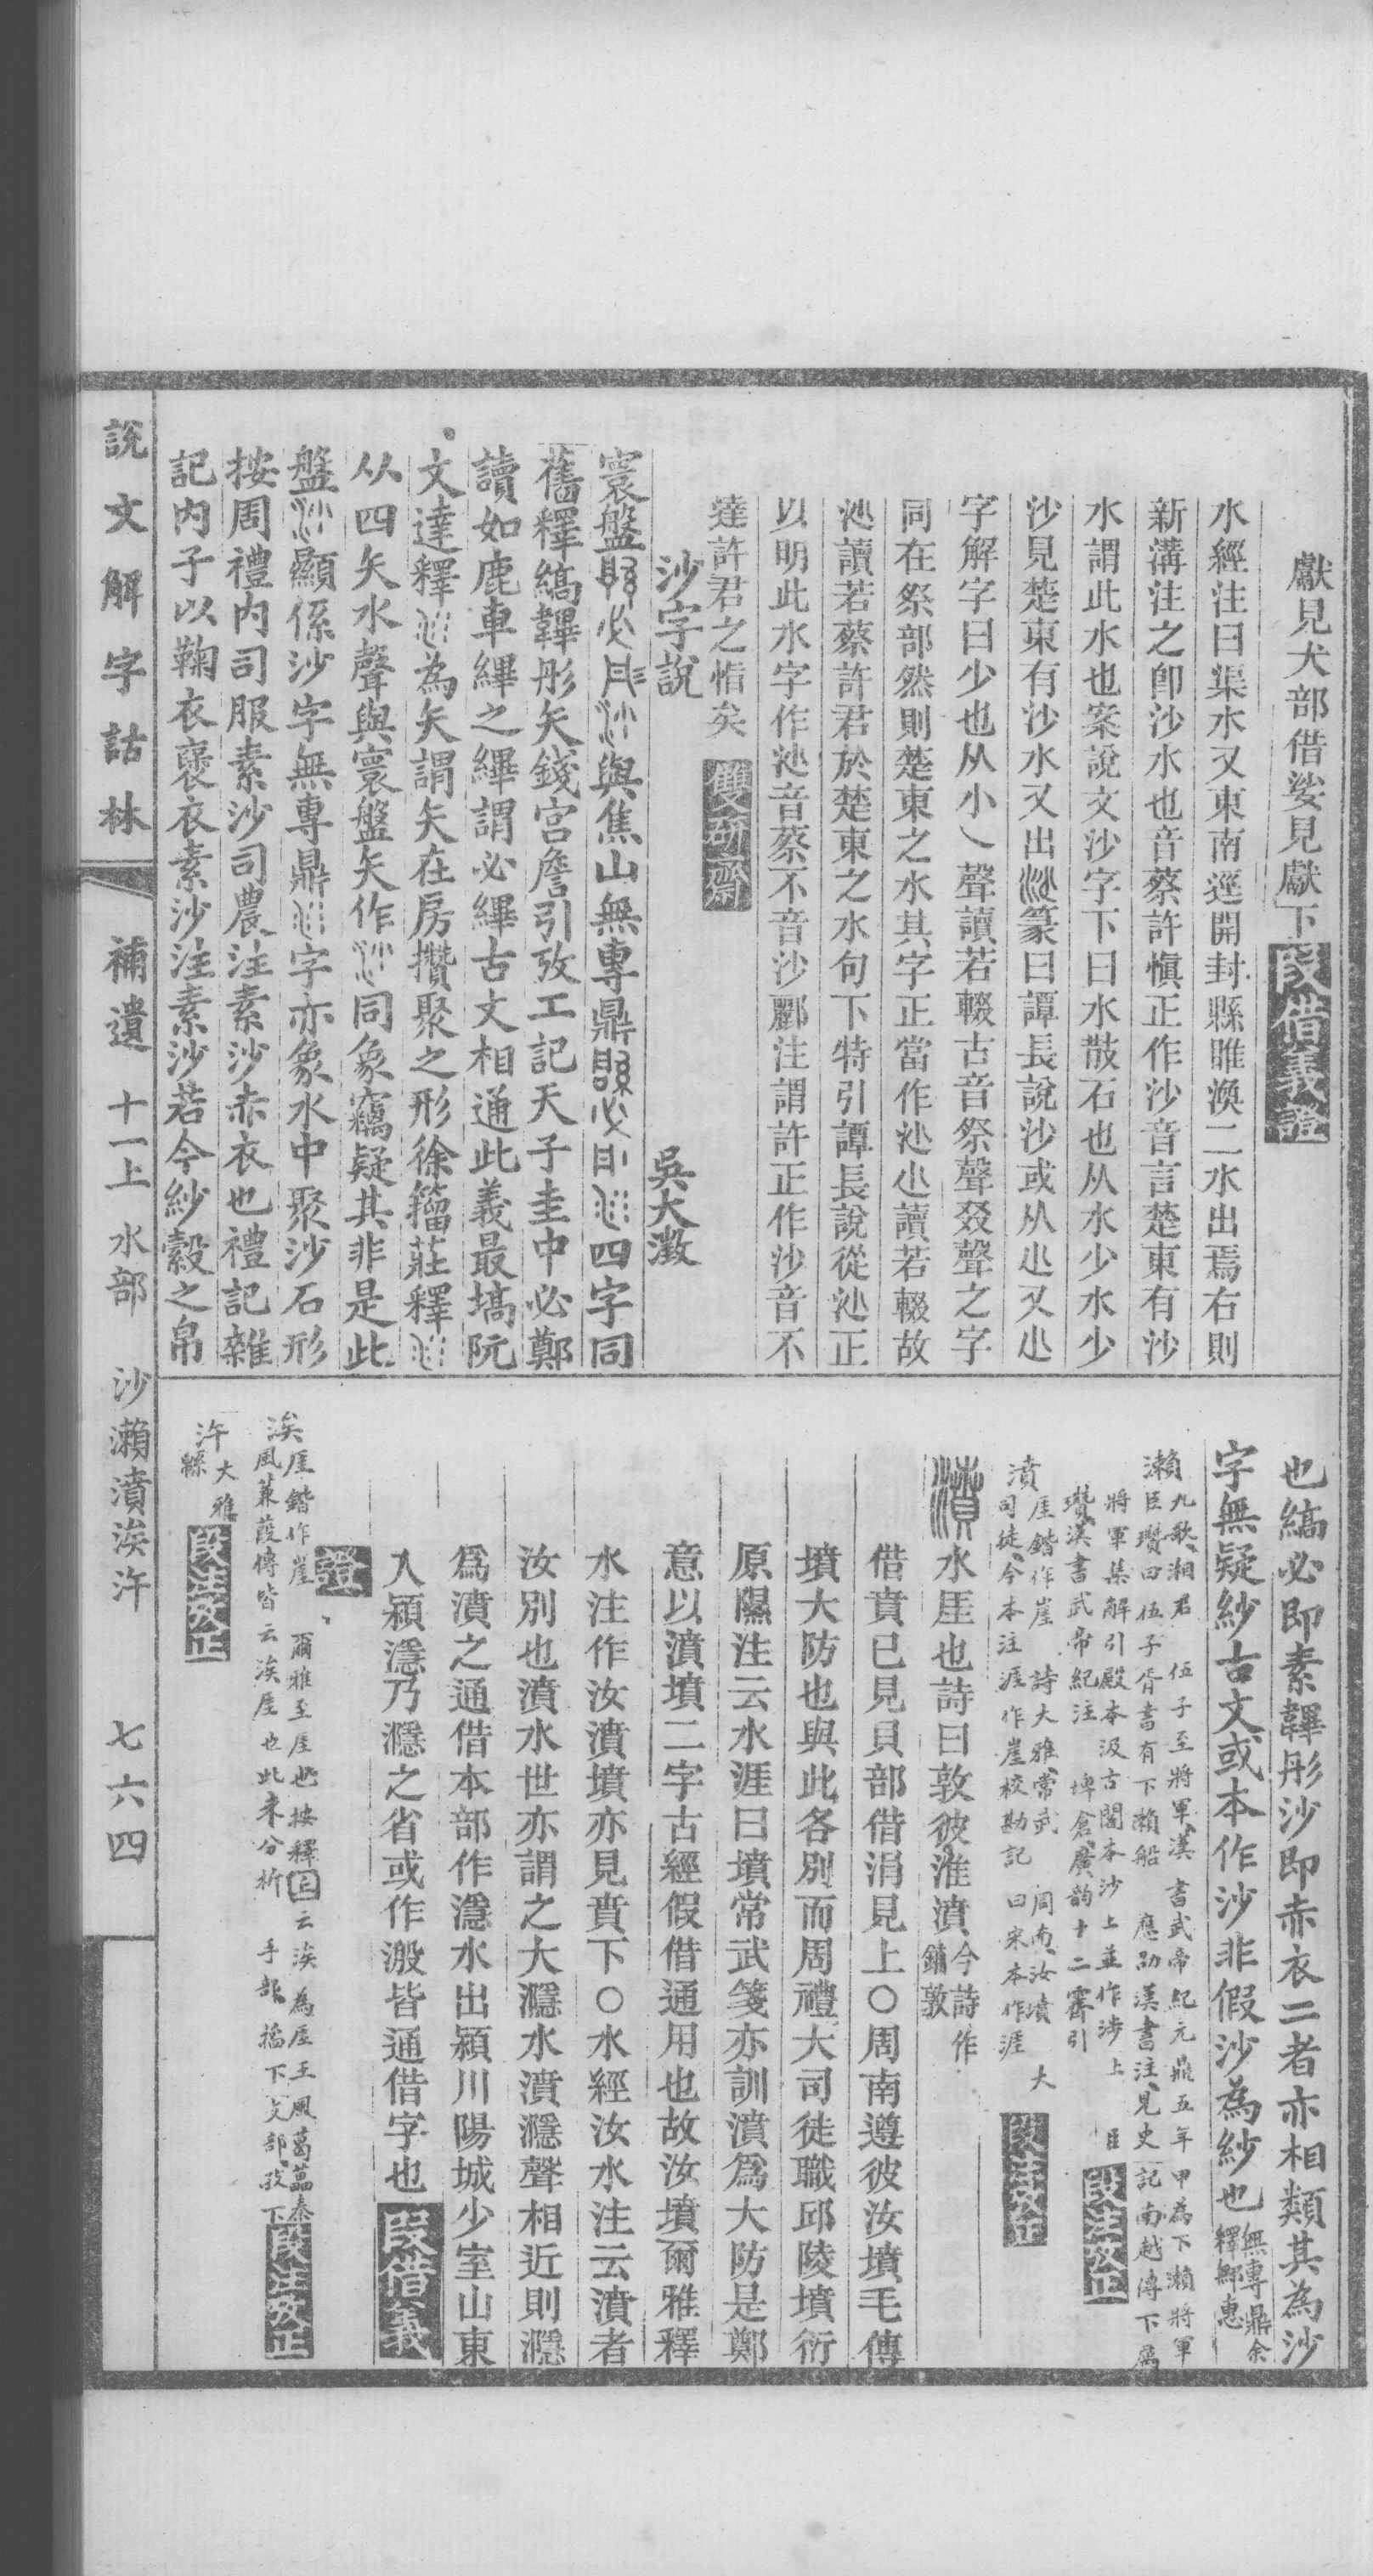 獻見犬部借娑見獻下 段借義證
水經注曰渠水又東南逕開封縣睢渙二水出焉右則
新溝注之卽沙水也音蔡許愼正作沙音言楚東有沙
水謂此水也案說文沙字下曰水散石也从水少水少
沙見楚東有沙水又出篆曰譚長說沙或从尐又尐
字解字曰少也从小乀聲讀若輟古音祭聲叕聲之字
同在祭部然則楚東之水其字正當作沊尐讀若輟故
沊讀若蔡許君於楚東之水句下特引譚長說從沊正
以明此水字作沊音蔡不音沙酈注謂許正作沙音不
達許君之恉矣 雙硏齋
沙字說 吳大澂
寰盤必與焦山無專鼎必四字同
舊釋縞韠彤矢錢宮詹引攷工記天子圭中必鄭
讀如鹿車縪之縪謂必縪古文相通此義最塙阮
文達釋為矢謂矢在房攢聚之形徐籀莊釋
从四矢水聲與寰盤矢作同象竊疑其非是此
盤顯係沙字無專鼎字亦象水中聚沙石形
按周禮内司服素沙司農注素沙赤衣也禮記雜
記内子以鞠衣褎衣素沙注素沙若今紗縠之帛
也縞必即素韠彤沙即赤衣二者亦相類其為沙
字無疑紗古文或本作沙非假沙為紗也 無專鼎余釋鄦惠
瀨 九歌湘君 伍子至將軍 漢書武帝紀元鼎五年甲為下瀨將軍
臣瓚曰伍子胥書有下瀨船 應劭漢書注見史記南越傳下厲
將軍集解引殿本汲古閣本沙上並作涉上 臣
瓚漢書武帝紀注 埤倉廣韵十二霽引 段注攷正
濆 厓鍇作崖 詩大雅常武 周南汝墳 大
司徒今本注涯作崖校勘記曰宋本作涯 段注攷正
濆 水厓也詩曰敦彼淮濆 今詩作鋪敦
借賁已見貝部借涓見上○周南遵彼汝墳毛傳
墳大防也與此各別而周禮大司徒職邱陵墳衍
原隰注云水涯曰墳常武箋亦訓濆爲大防是鄭
意以濆墳二字古經假借通用也故汝墳爾雅釋
水注作汝濆墳亦見賁下○水經汝水注云濆者
汝別也濆水世亦謂之大㶏水濆㶏聲相近則㶏
爲濆之通借本部作濦水出潁川陽城少室山東
入潁濦乃㶏之省或作溵皆通借字也 段借義
證
涘 厓鍇作崖 爾雅至厓也按釋丘云涘為厓王風葛藟秦
風蒹葭傳皆云涘厓也此未分析 手部搚下攴部攷下 段注攷正
汻 大雅緜 段注攷正
說文解字詁林 補遺 十一上 水部 沙瀨濆涘汻 七六四